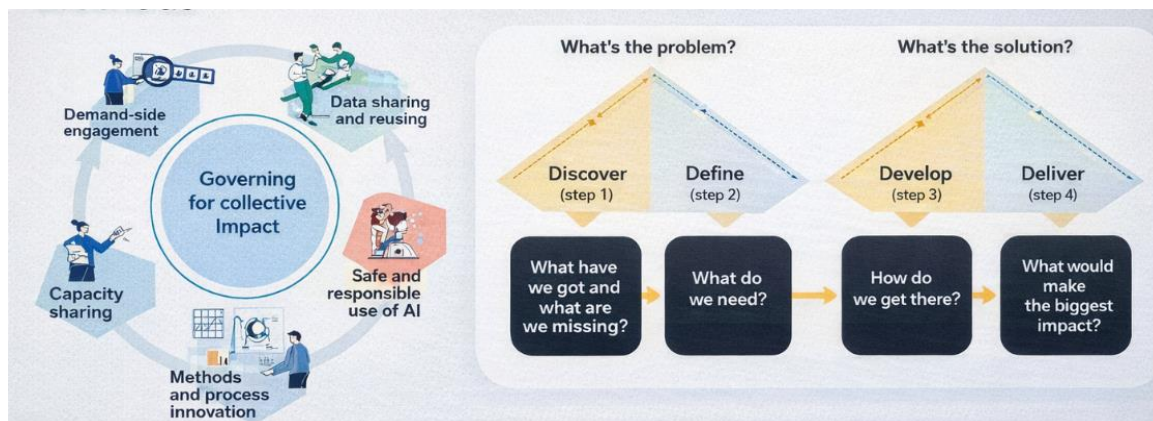 Demand-side
engagement
Data sharing
and reusing
Governing
for collective
Impact
Capacity
sharing
Safe and
responsible
use of AI
Methods
and process
innovation
What's the problem?
What's the solution?
Discover
(step 1)
Define
(step 2)
Develop
(step 3)
Deliver
(step 4)
What have
we got and
what are
we missing?
What do
we need?
How do
we get there?
What would
make
the biggest
impact?